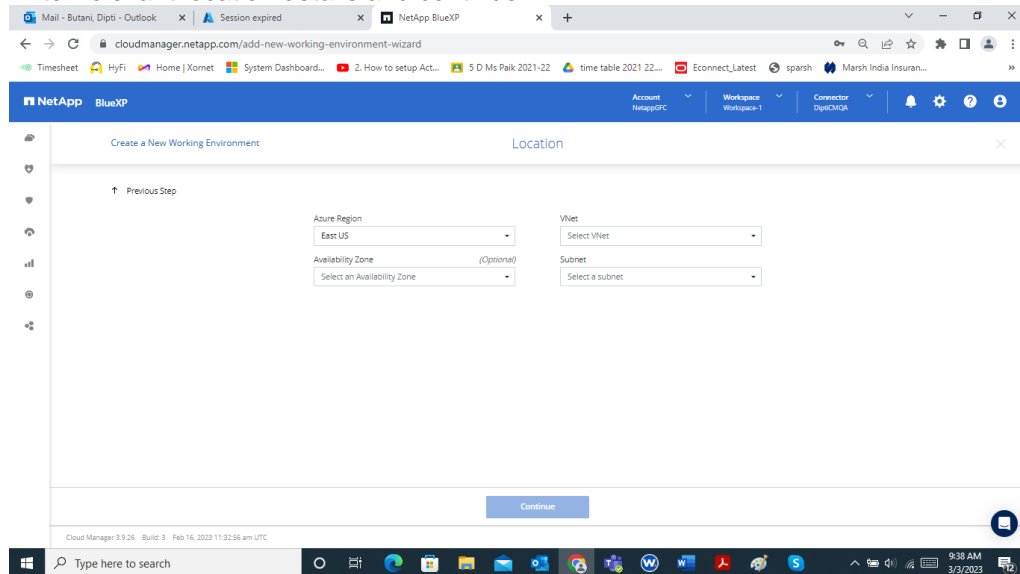 Mail - Butani, Dipti - Outlook
Session expired
NetApp BlueXP
cloudmanager.netapp.com/add-new-working-environment-wizard
Timesheet HyFi Home | Xornet System Dashboard... 2. How to setup Act... 5 D Ms Paik 2021-22 time table 2021 22.... Econnect_Latest sparsh Marsh India Insuran... »
NetApp BlueXP
Account
NetappGFC
Workspace
Workspace-1
Connector
DiptiCMQA
Create a New Working Environment
Location
Previous Step
Azure Region
East US
VNet
Select VNet
Availability Zone (Optional)
Select an Availability Zone
Subnet
Select a subnet
Continue
Cloud Manager 3.9.26 Build: 3 Feb 16, 2023 11:32:56 am UTC
Type here to search
9:38 AM
3/3/2023
12